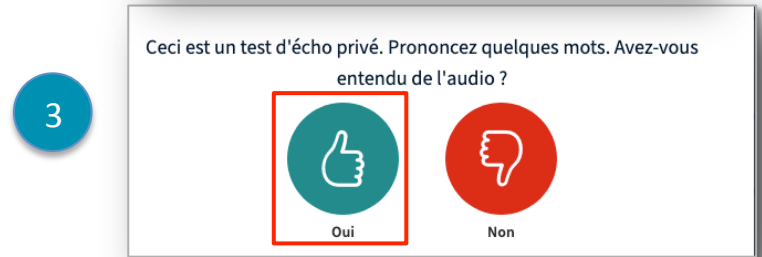 Ceci est un test d'écho privé. Prononcez quelques mots. Avez-vous
entendu de l'audio ?
3
Oui
Non